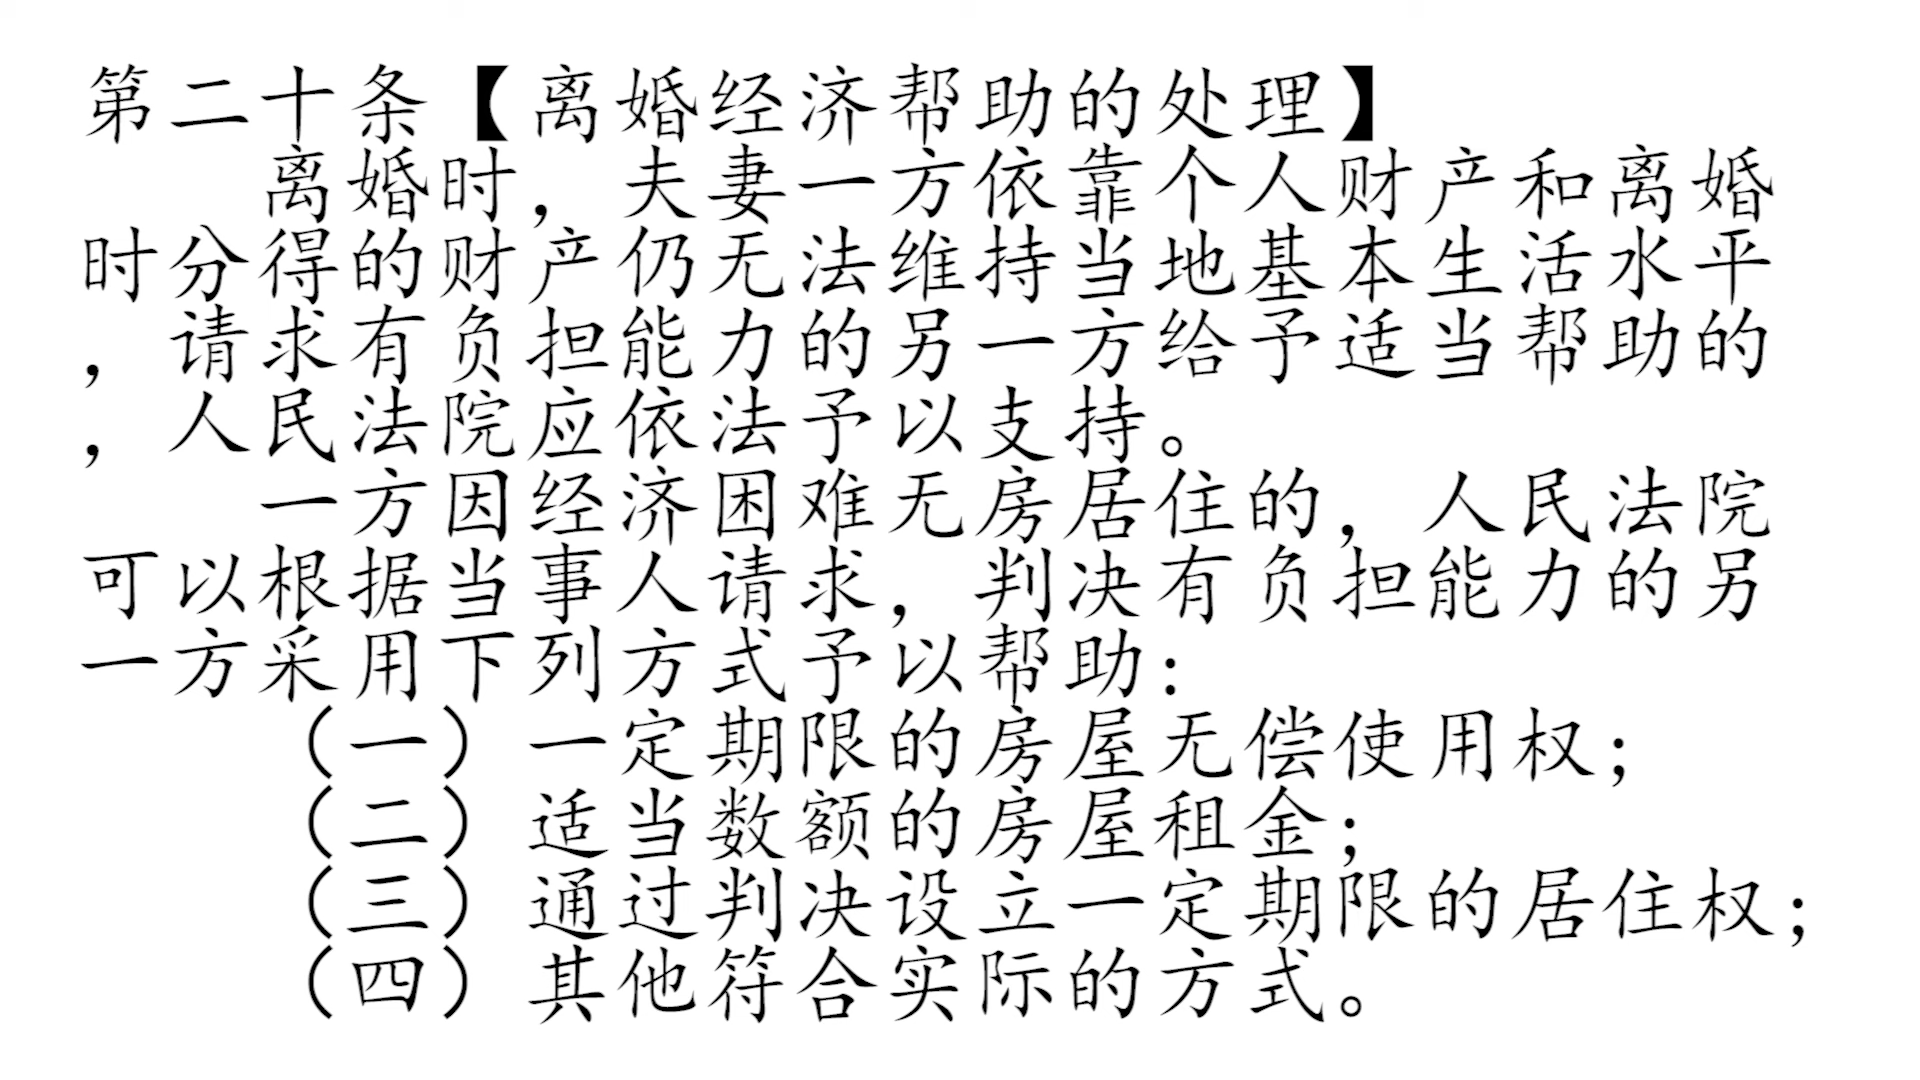 第二十条【离婚经济帮助的处理】
离婚时，夫妻一方依靠个人财产和离婚
时分得的财产仍无法维持当地基本生活水平
，请求有负担能力的另一方给予适当帮助的
，人民法院应依法予以支持。
一方因经济困难无房居住的，人民法院
可以根据当事人请求，判决有负担能力的另
一方采用下列方式予以帮助：
（一）一定期限的房屋无偿使用权；
（二）适当数额的房屋租金；
（三）通过判决设立一定期限的居住权；
（四）其他符合实际的方式。